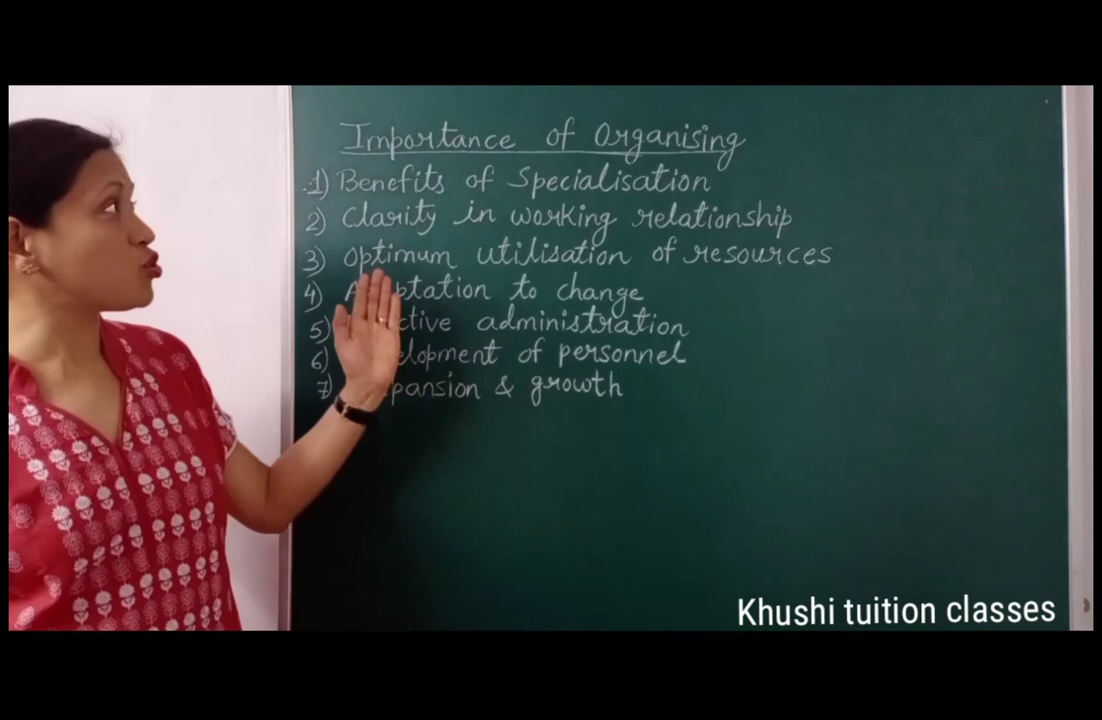 Importance of Organising
1) Benefits of Specialisation
2) Clarity in working relationship
3) Optimum utilisation of resources
4) to change
5) administration
6) of personnel
7) & growth
Khushi tuition classes